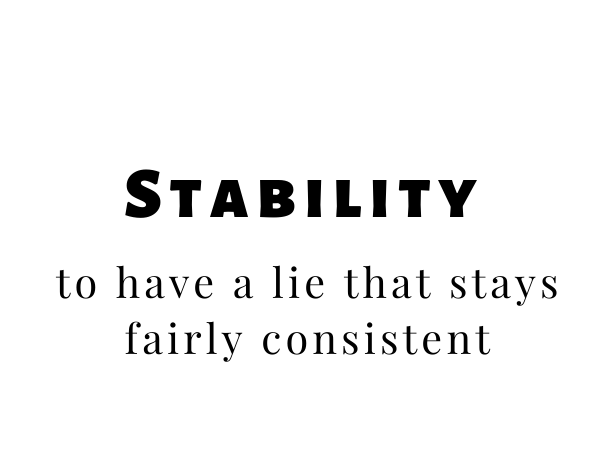 STABILITY
to have a lie that stays
fairly consistent